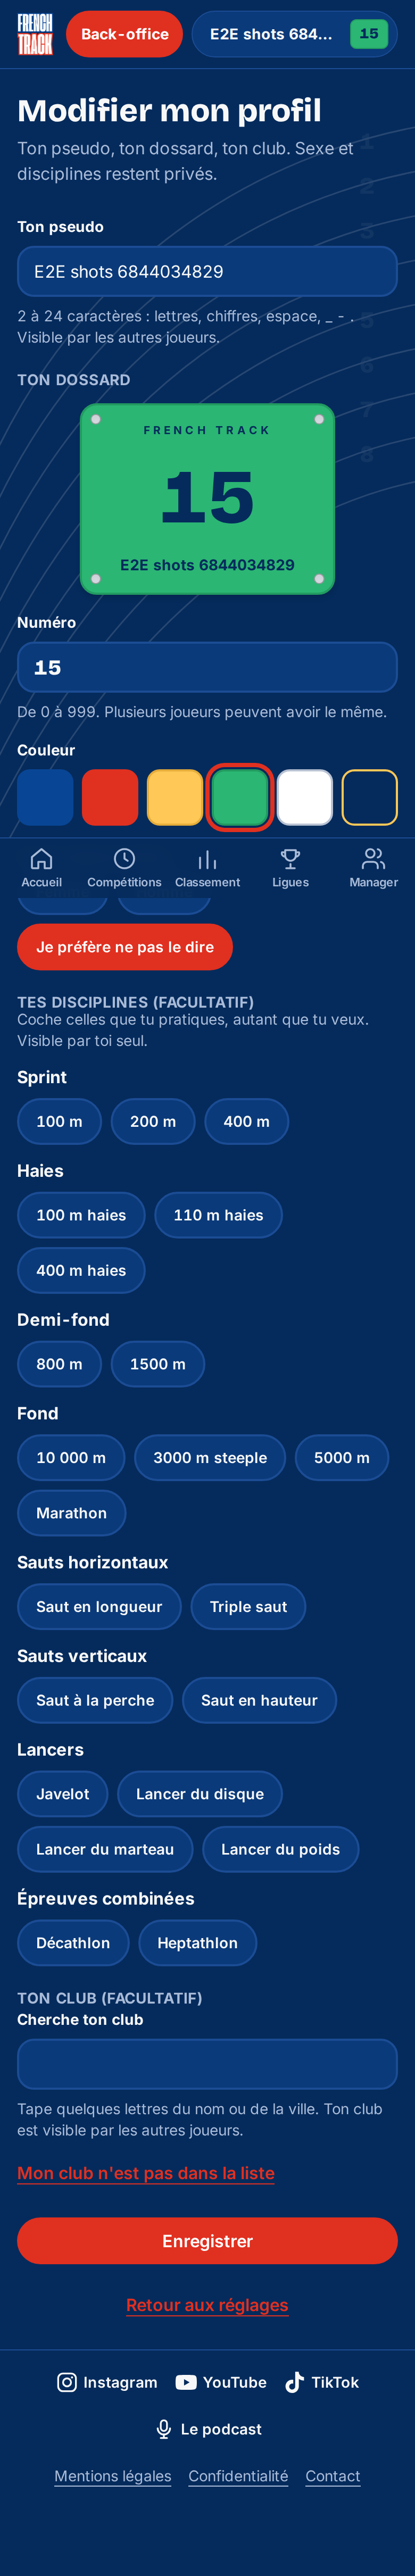 FRENCH
TRACK
Back-office
E2E shots 684… 15
Modifier mon profil
Ton pseudo, ton dossard, ton club. Sexe et
disciplines restent privés.
1
2
3
5
6
7
8
Ton pseudo
E2E shots 6844034829
2 à 24 caractères : lettres, chiffres, espace, _ - .
Visible par les autres joueurs.
TON DOSSARD
FRENCH TRACK
15
E2E shots 6844034829
Numéro
15
De 0 à 999. Plusieurs joueurs peuvent avoir le même.
Couleur
Accueil Compétitions Classement Ligues Manager
Je préfère ne pas le dire
TES DISCIPLINES (FACULTATIF)
Coche celles que tu pratiques, autant que tu veux.
Visible par toi seul.
Sprint
100 m 200 m 400 m
Haies
100 m haies 110 m haies
400 m haies
Demi-fond
800 m 1500 m
Fond
10 000 m 3000 m steeple 5000 m
Marathon
Sauts horizontaux
Saut en longueur Triple saut
Sauts verticaux
Saut à la perche Saut en hauteur
Lancers
Javelot Lancer du disque
Lancer du marteau Lancer du poids
Épreuves combinées
Décathlon Heptathlon
TON CLUB (FACULTATIF)
Cherche ton club
Tape quelques lettres du nom ou de la ville. Ton club
est visible par les autres joueurs.
Mon club n'est pas dans la liste
Enregistrer
Retour aux réglages
Instagram YouTube TikTok
Le podcast
Mentions légales Confidentialité Contact